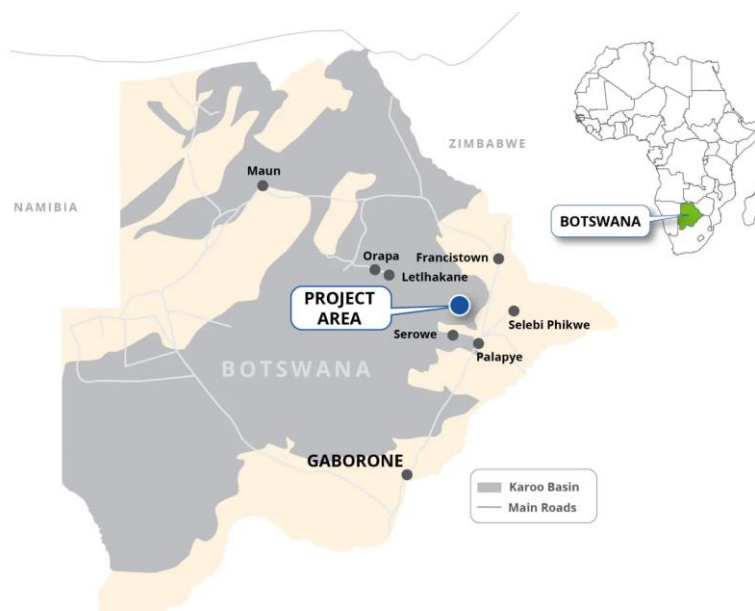 ZIMBABWE
Maun
NAMIBIA
BOTSWANA
Orapa
Francistown
Letlhakane
PROJECT
AREA
Selebi Phikwe
Serowe
Palapye
BOTSWANA
GABORONE
Karoo Basin
Main Roads